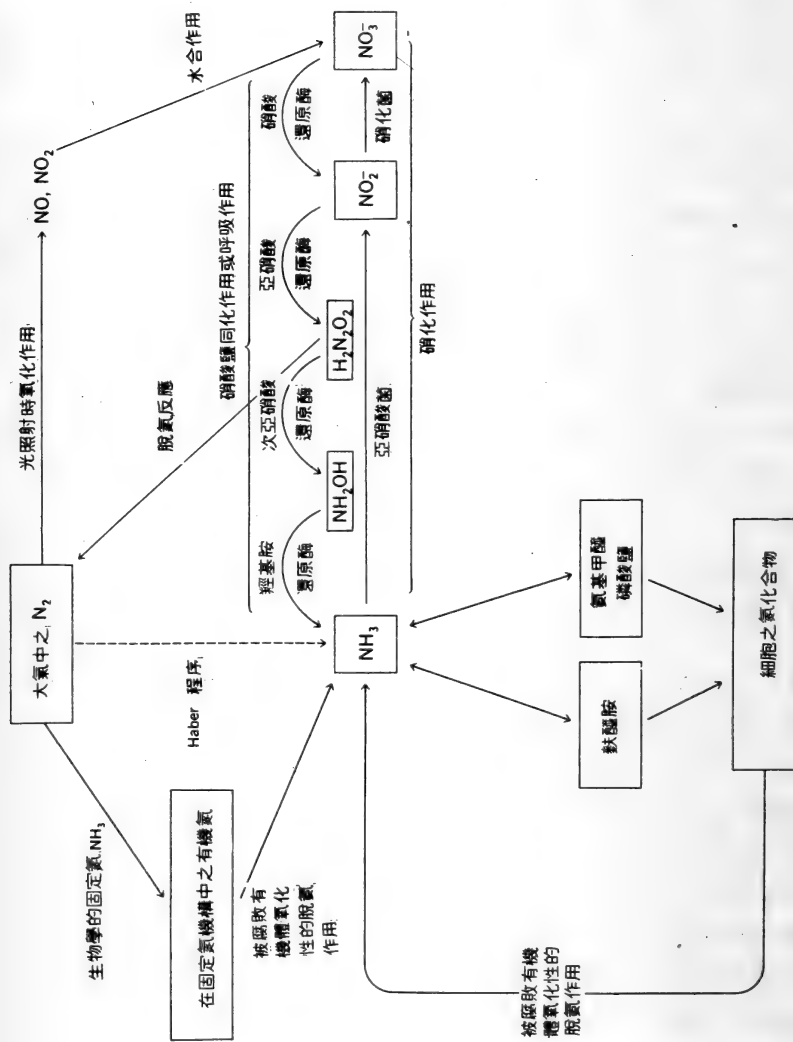 大氣中之 N₂
光照射時氧化作用
NO, NO₂
水合作用
生物學的固定氮 NH₃
Haber 程序
脫氮反應
硝酸鹽同化作用或呼吸作用
在固定氮機構中之有機氮
被腐敗有
機體氧化
性的脫氮
作用
羥基胺
還原酶
次亞硝酸
還原酶
亞硝酸
還原酶
硝酸
還原酶
NH₃
NH₂OH
H₂N₂O₂
NO₂⁻
NO₃⁻
亞硝酸菌
硝化菌
硝化作用
麩醯胺
氨基甲醯
磷酸鹽
被腐敗有機
體氧化性的
脫氨作用
細胞之氮化合物